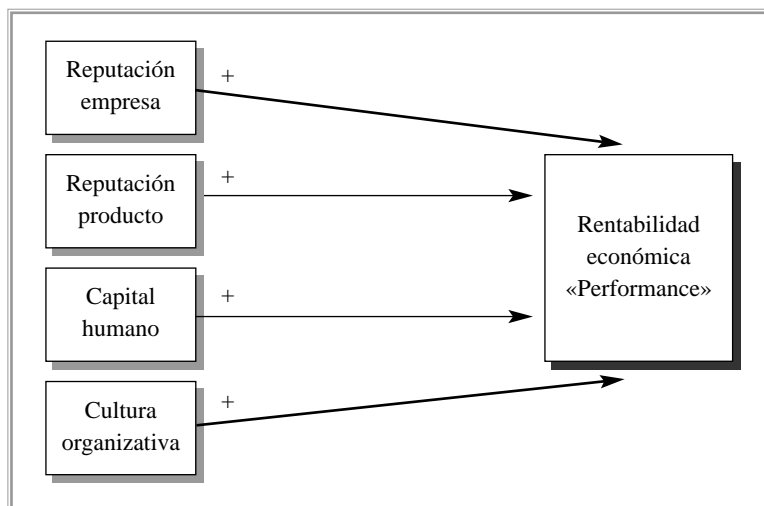 Reputación
empresa
+
Reputación
producto
+
Capital
humano
+
Cultura
organizativa
+
Rentabilidad
económica
«Performance»